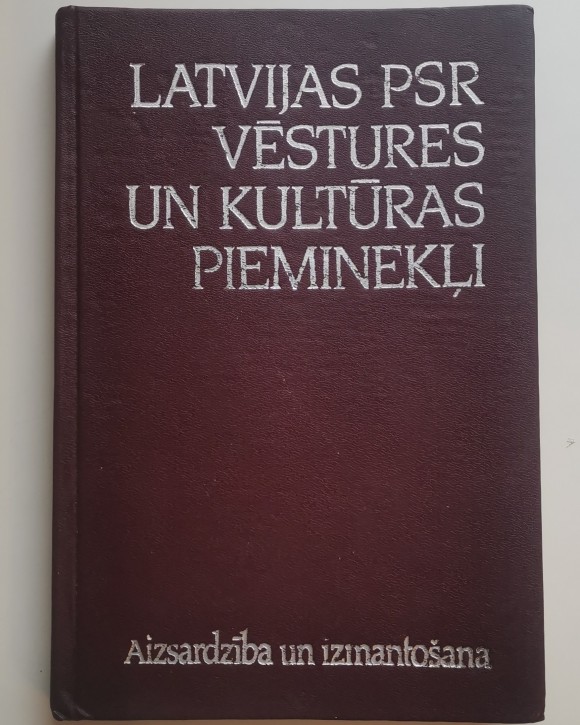 LATVIJAS PSR
VĒSTURES
UN KULTŪRAS
PIEMINEKĻI
Aizsardzība un izmantošana